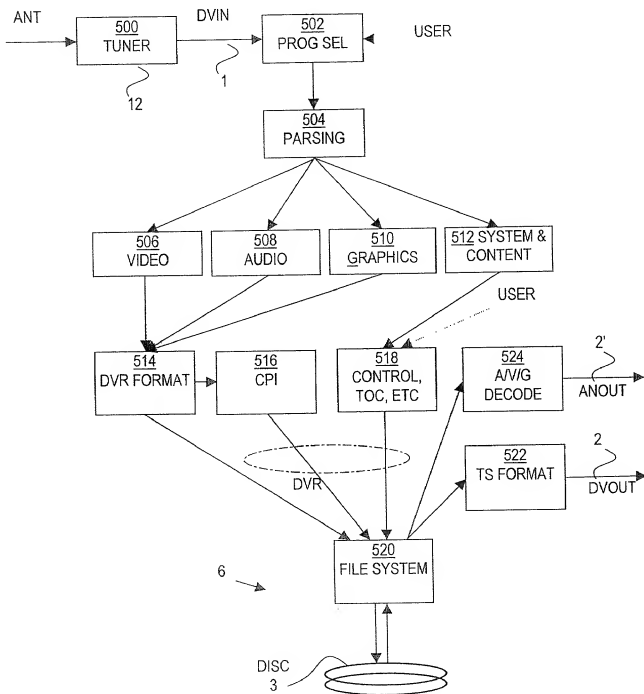 ANT
500
TUNER
12
DVIN
1
502
PROG SEL
USER
504
PARSING
506
VIDEO
508
AUDIO
510
GRAPHICS
512 SYSTEM &
CONTENT
USER
514
DVR FORMAT
516
CPI
518
CONTROL,
TOC, ETC
524
A/V/G
DECODE
2'
ANOUT
DVR
522
TS FORMAT
2
DVOUT
520
FILE SYSTEM
6
DISC
3